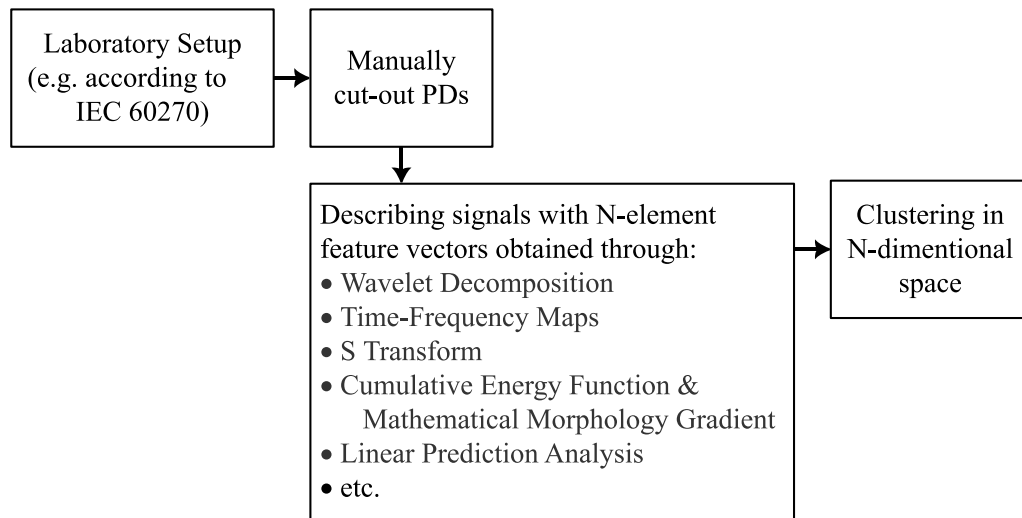 Laboratory Setup
(e.g. according to
IEC 60270)
Manually
cut-out PDs
Describing signals with N-element
feature vectors obtained through:
• Wavelet Decomposition
• Time-Frequency Maps
• S Transform
• Cumulative Energy Function &
Mathematical Morphology Gradient
• Linear Prediction Analysis
• etc.
Clustering in
N-dimentional
space